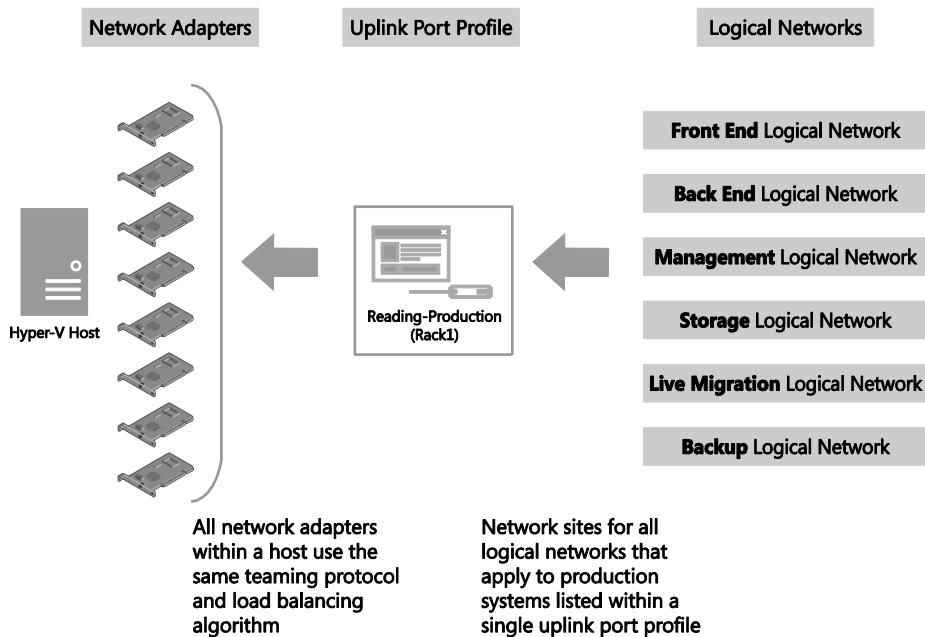 Network Adapters
Uplink Port Profile
Logical Networks
Front End Logical Network
Back End Logical Network
Management Logical Network
Storage Logical Network
Live Migration Logical Network
Backup Logical Network
Hyper-V Host
Reading-Production
(Rack1)
All network adapters
within a host use the
same teaming protocol
and load balancing
algorithm
Network sites for all
logical networks that
apply to production
systems listed within a
single uplink port profile